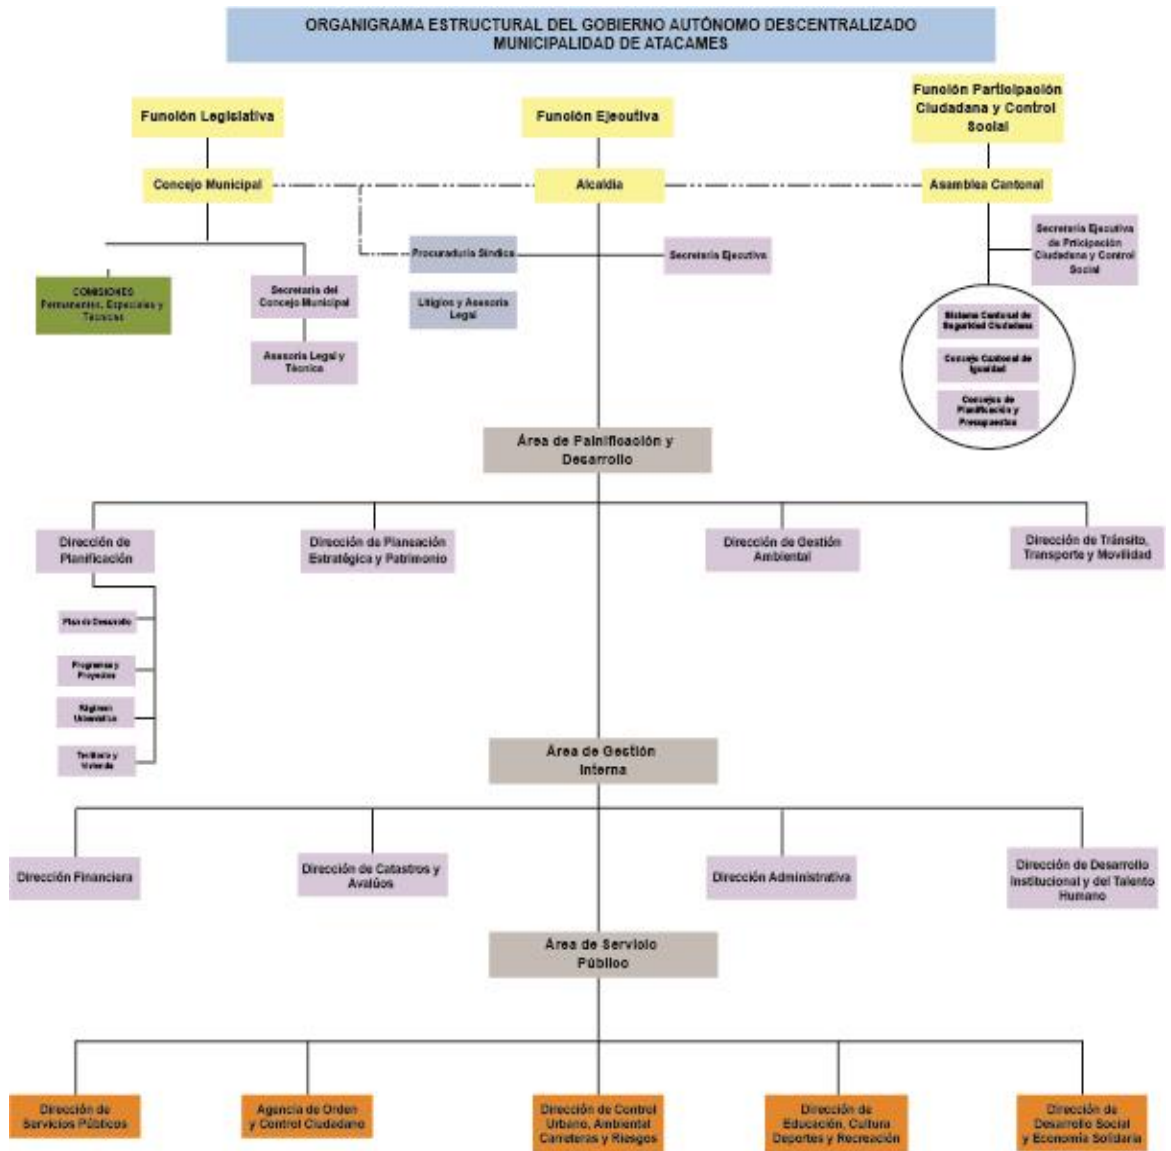 ORGANIGRAMA ESTRUCTURAL DEL GOBIERNO AUTÓNOMO DESCENTRALIZADO
MUNICIPALIDAD DE ATACAMES
Función Legislativa
Función Ejecutiva
Función Participación
Ciudadana y Control
Social
Concejo Municipal
Alcaldía
Asamblea Cantonal
Procuraduría Síndica
Secretaría Ejecutiva
Secretaría Ejecutiva
de Prticipación
Ciudadana y Control
Social
COMISIONES
Permanentes, Especiales y
Técnicas
Secretaría del
Concejo Municipal
Litigios y Asesoría
Legal
Asesoría Legal y
Técnica
Sistema Cantonal de
Seguridad Ciudadana
Consejo Cantonal de
Igualdad
Consejos de
Planificación y
Presupuestos
Área de Painificación y
Desarrollo
Dirección de
Planificación
Dirección de Planeación
Estratégica y Patrimonio
Dirección de Gestión
Ambiental
Dirección de Tránsito,
Transporte y Movilidad
Plan de Desarrollo
Programas y
Proyectos
Régimen
Urbanístico
Territorio y
Vivienda
Área de Gestión
Interna
Dirección Financiera
Dirección de Catastros y
Avalúos
Dirección Administrativa
Dirección de Desarrollo
Institucional y del Talento
Humano
Área de Servicio
Público
Dirección de
Servicios Públicos
Agencia de Orden
y Control Ciudadano
Dirección de Control
Urbano, Ambiental
Carreteras y Riesgos
Dirección de
Educación, Cultura
Deportes y Recreación
Dirección de
Desarrollo Social
y Economía Solidaria